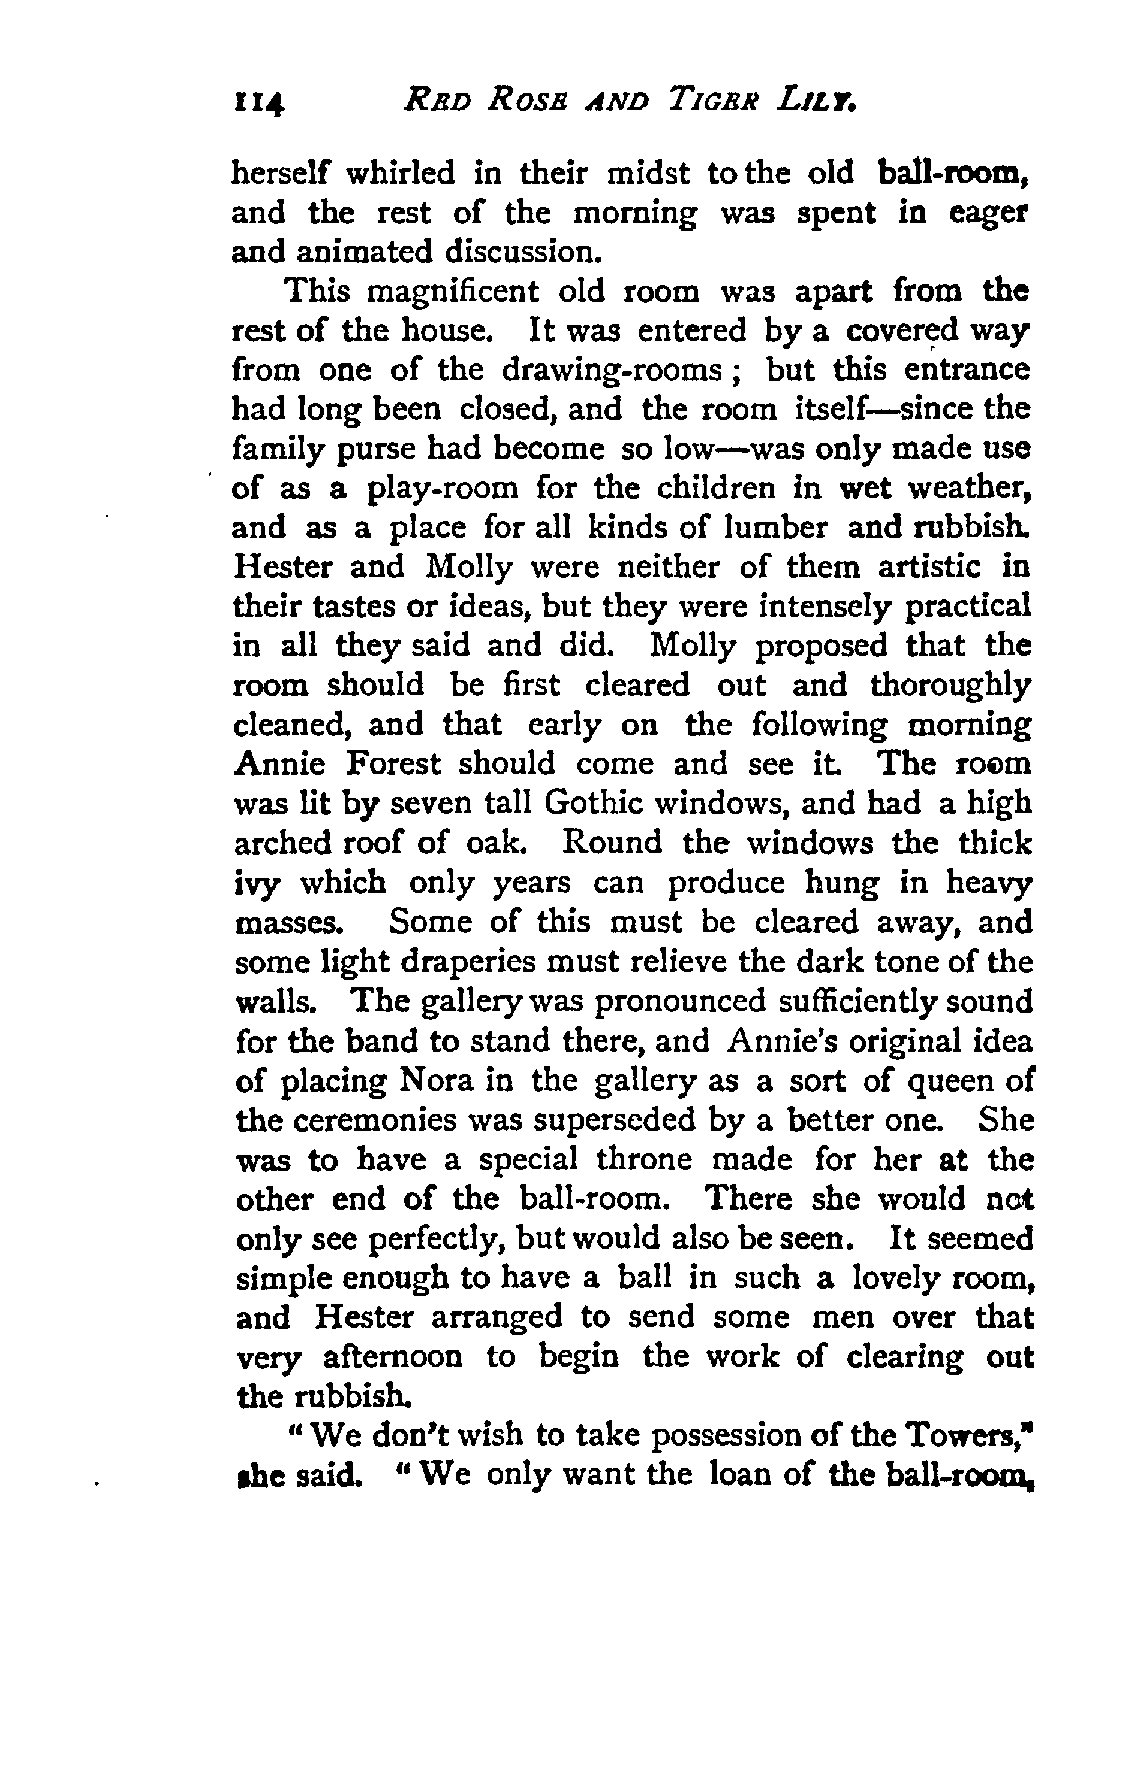 114 RED ROSE AND TIGER LILY.
herself whirled in their midst to the old ball-room,
and the rest of the morning was spent in eager
and animated discussion.
This magnificent old room was apart from the
rest of the house. It was entered by a covered way
from one of the drawing-rooms ; but this entrance
had long been closed, and the room itself—since the
family purse had become so low—was only made use
of as a play-room for the children in wet weather,
and as a place for all kinds of lumber and rubbish.
Hester and Molly were neither of them artistic in
their tastes or ideas, but they were intensely practical
in all they said and did. Molly proposed that the
room should be first cleared out and thoroughly
cleaned, and that early on the following morning
Annie Forest should come and see it. The room
was lit by seven tall Gothic windows, and had a high
arched roof of oak. Round the windows the thick
ivy which only years can produce hung in heavy
masses. Some of this must be cleared away, and
some light draperies must relieve the dark tone of the
walls. The gallery was pronounced sufficiently sound
for the band to stand there, and Annie's original idea
of placing Nora in the gallery as a sort of queen of
the ceremonies was superseded by a better one. She
was to have a special throne made for her at the
other end of the ball-room. There she would not
only see perfectly, but would also be seen. It seemed
simple enough to have a ball in such a lovely room,
and Hester arranged to send some men over that
very afternoon to begin the work of clearing out
the rubbish.
"We don't wish to take possession of the Towers,"
she said. "We only want the loan of the ball-room,